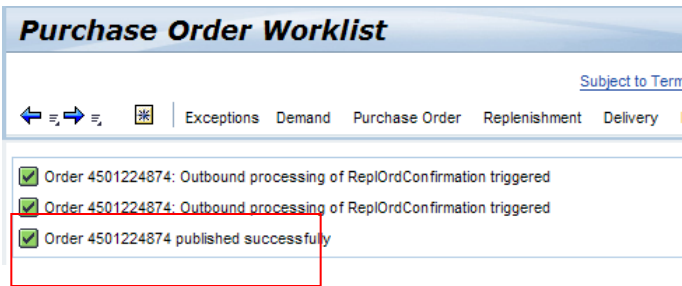 Purchase Order Worklist
Subject to Term
Exceptions Demand Purchase Order Replenishment Delivery
Order 4501224874: Outbound processing of ReplOrdConfirmation triggered
Order 4501224874: Outbound processing of ReplOrdConfirmation triggered
Order 4501224874 published successfully